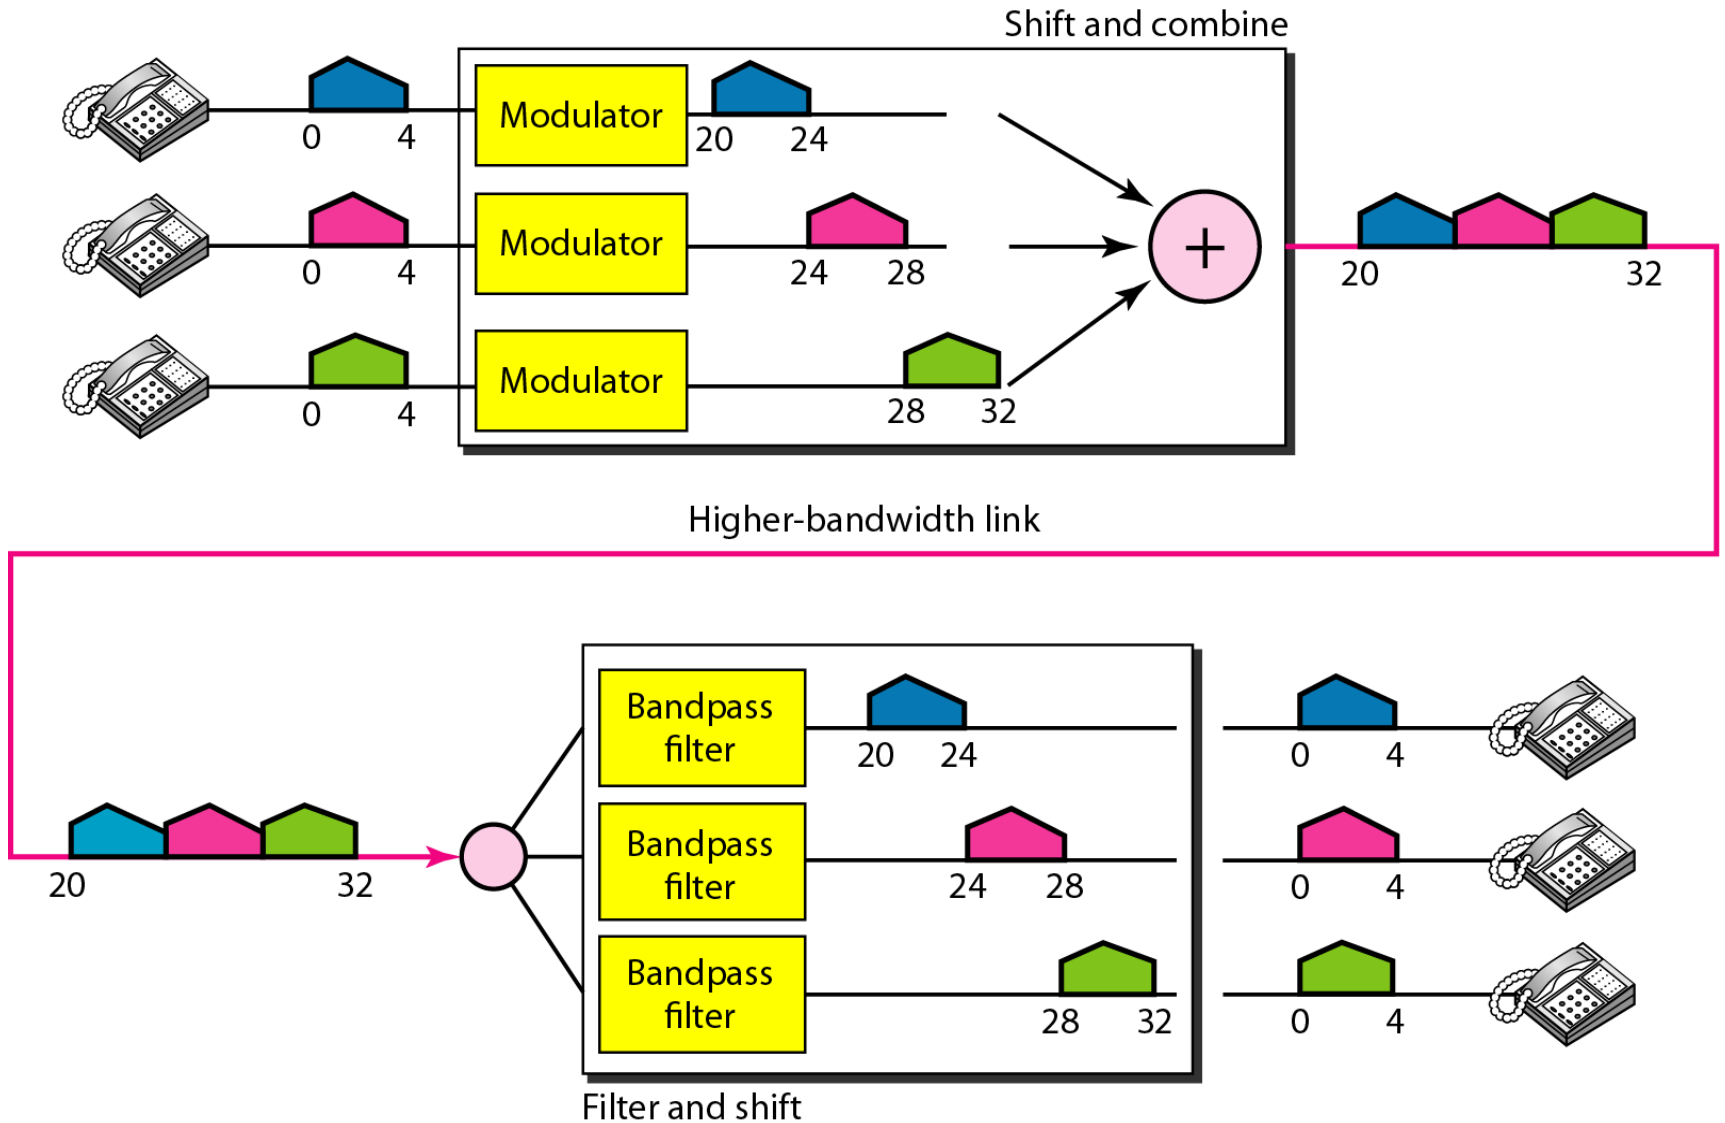 Shift and combine
0 4 Modulator 20 24
0 4 Modulator 24 28
+
20 32
0 4 Modulator 28 32
Higher-bandwidth link
Bandpass
filter
20 24
0 4
20 32
Bandpass
filter
24 28
0 4
Bandpass
filter
28 32
0 4
Filter and shift